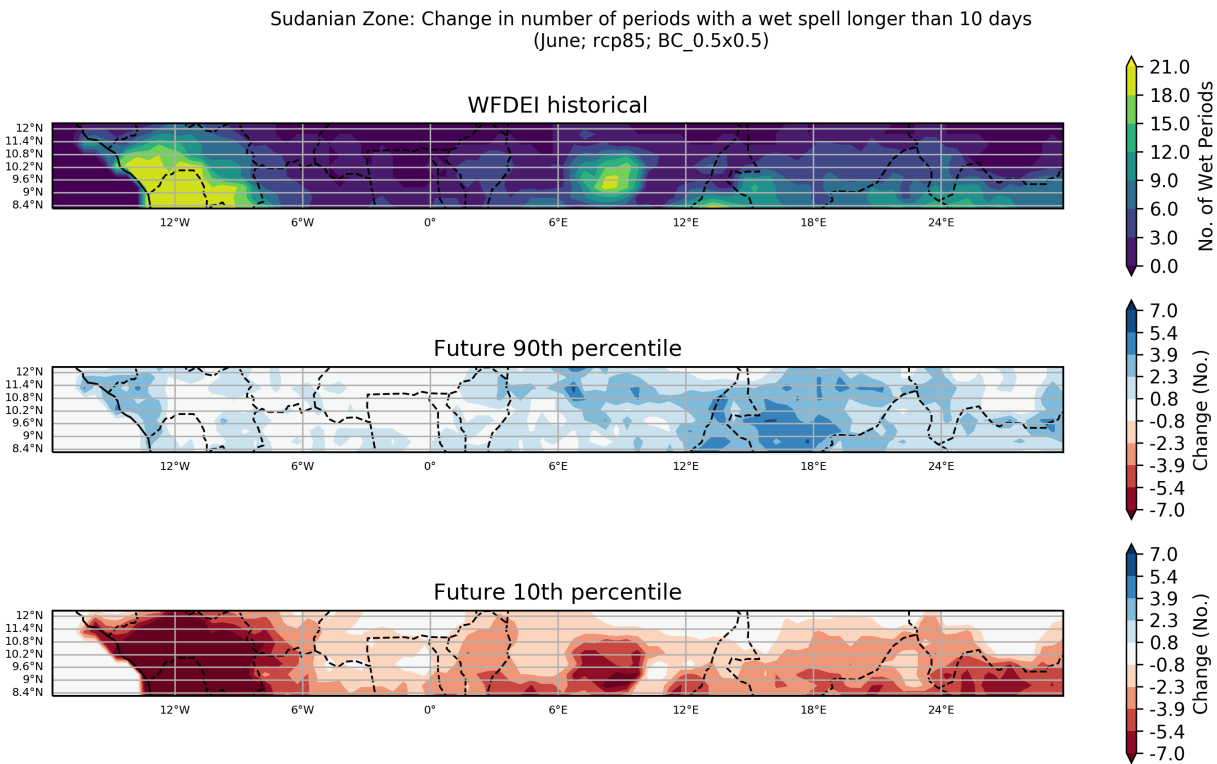 Sudanian Zone: Change in number of periods with a wet spell longer than 10 days
(June; rcp85; BC_0.5x0.5)
WFDEI historical
12°N
11.4°N
10.8°N
10.2°N
9.6°N
9°N
8.4°N
12°W
6°W
0°
6°E
12°E
18°E
24°E
21.0
18.0
15.0
12.0
9.0
6.0
3.0
0.0
No. of Wet Periods
Future 90th percentile
12°N
11.4°N
10.8°N
10.2°N
9.6°N
9°N
8.4°N
12°W
6°W
0°
6°E
12°E
18°E
24°E
7.0
5.4
3.9
2.3
0.8
-0.8
-2.3
-3.9
-5.4
-7.0
Change (No.)
Future 10th percentile
12°N
11.4°N
10.8°N
10.2°N
9.6°N
9°N
8.4°N
12°W
6°W
0°
6°E
12°E
18°E
24°E
7.0
5.4
3.9
2.3
0.8
-0.8
-2.3
-3.9
-5.4
-7.0
Change (No.)